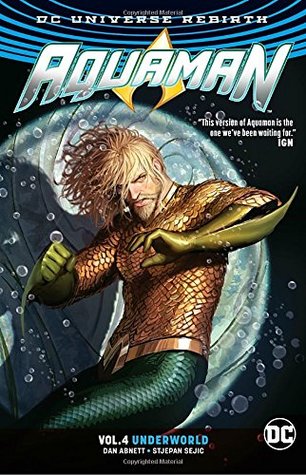 DC UNIVERSE REBIRTH
AQUAMAN
"This version of Aquaman is the
one we've been waiting for."
IGN
VOL.4 UNDERWORLD
DAN ABNETT • STJEPAN SEJIC
DC